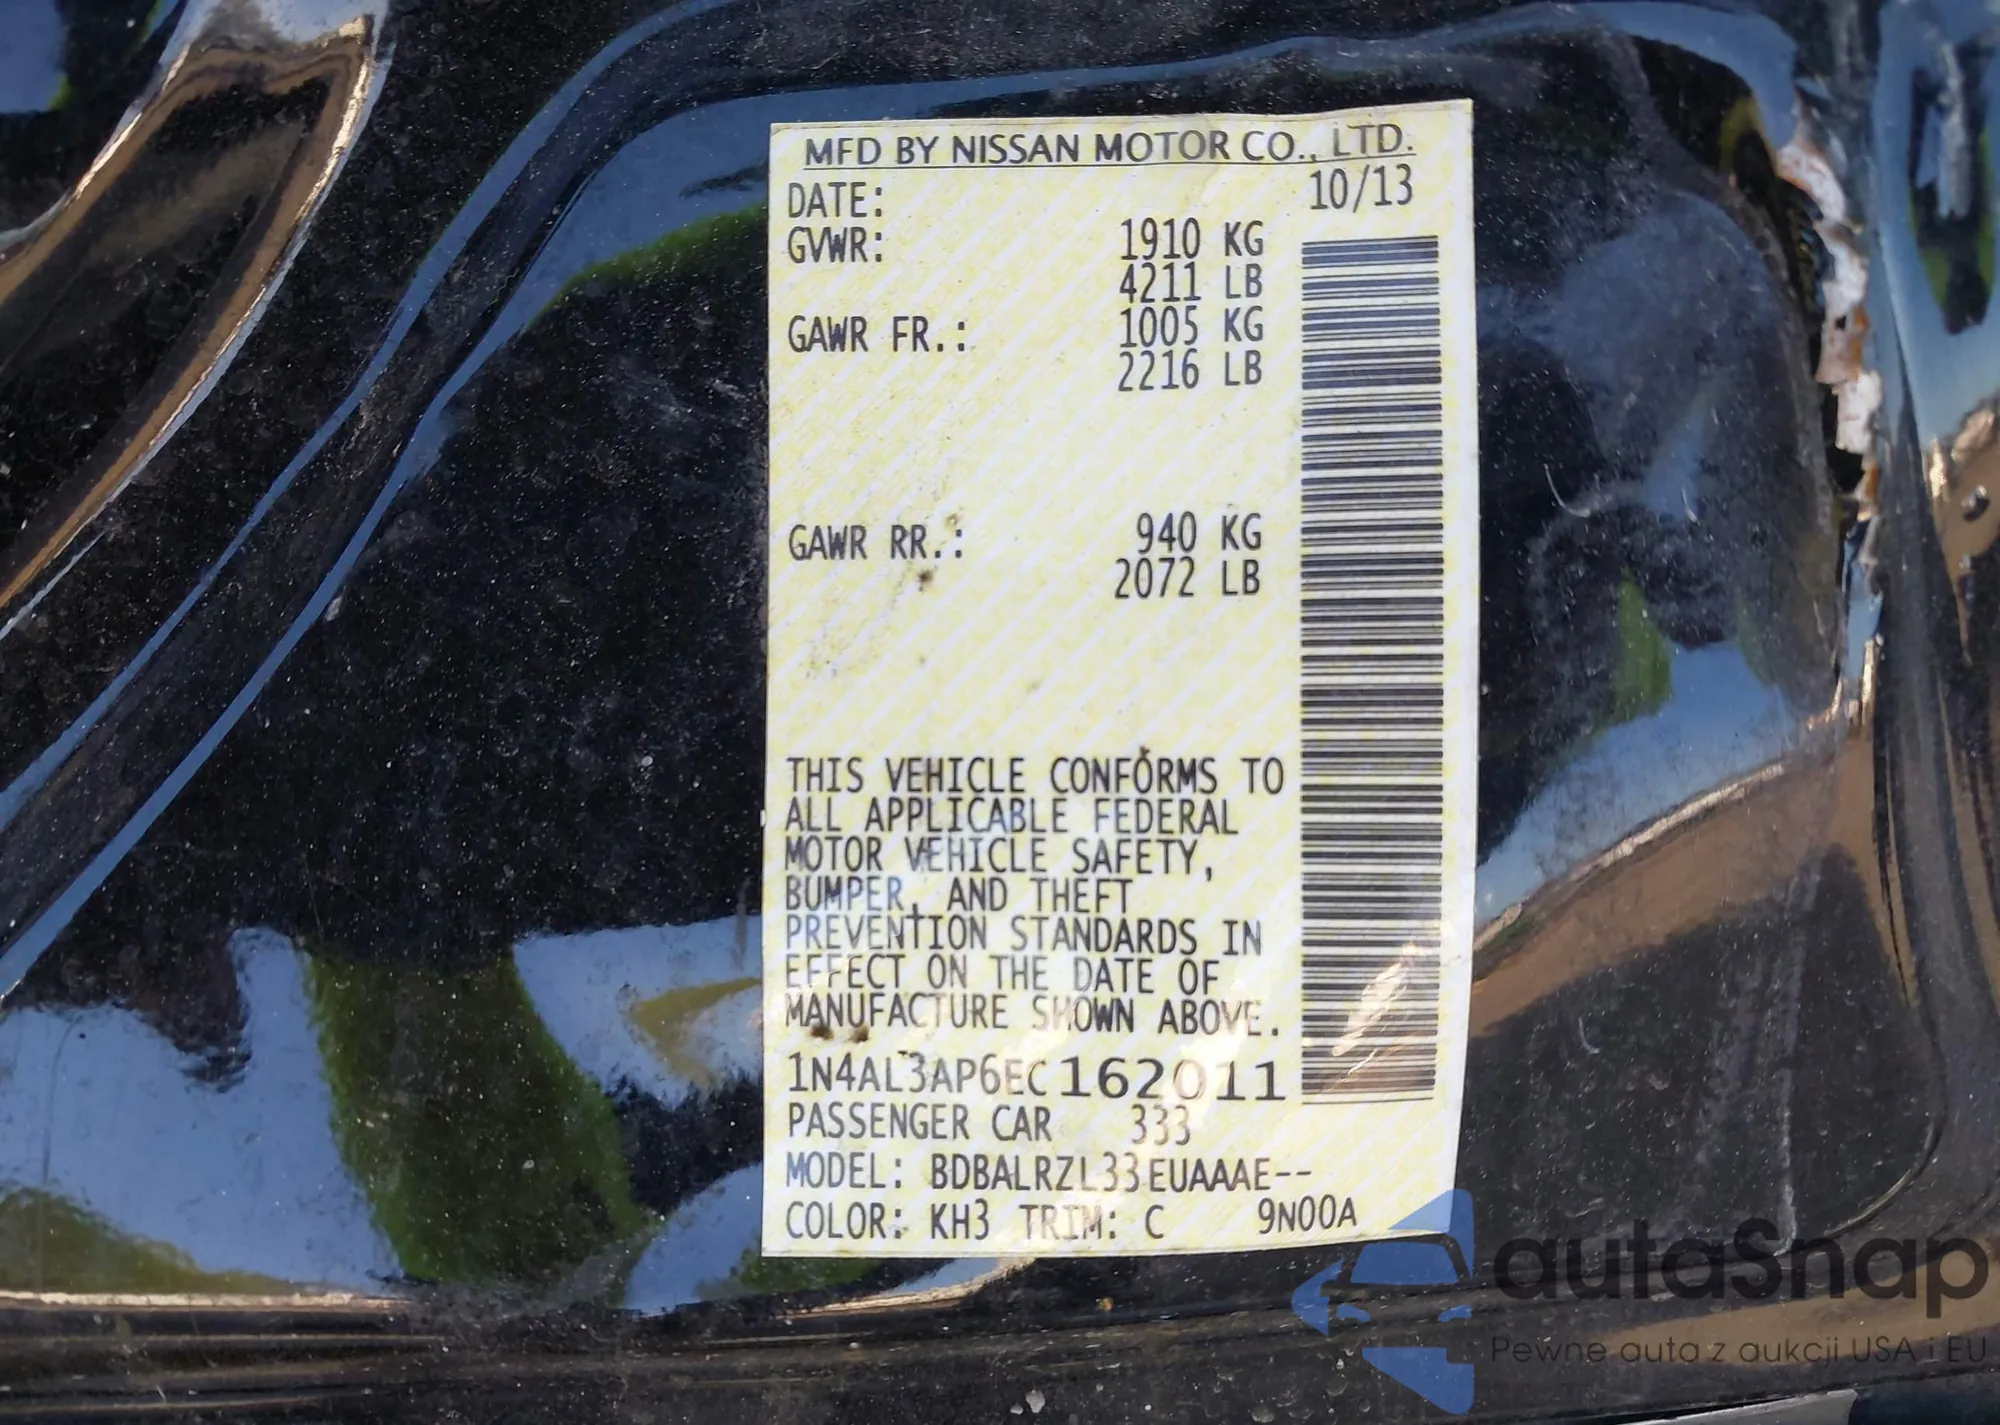 MFD BY NISSAN MOTOR CO., LTD.
DATE: 10/13
GVWR: 1910 KG
4211 LB
GAWR FR.: 1005 KG
2216 LB
GAWR RR.: 940 KG
2072 LB
THIS VEHICLE CONFORMS TO
ALL APPLICABLE FEDERAL
MOTOR VEHICLE SAFETY,
BUMPER, AND THEFT
PREVENTION STANDARDS IN
EFFECT ON THE DATE OF
MANUFACTURE SHOWN ABOVE.
1N4AL3AP6EC162011
PASSENGER CAR 333
MODEL: BDBALRZL33EUAAAE--
COLOR: KH3 TRIM: C 9N00A
autaSnap
Pewne auta z aukcji USA i EU